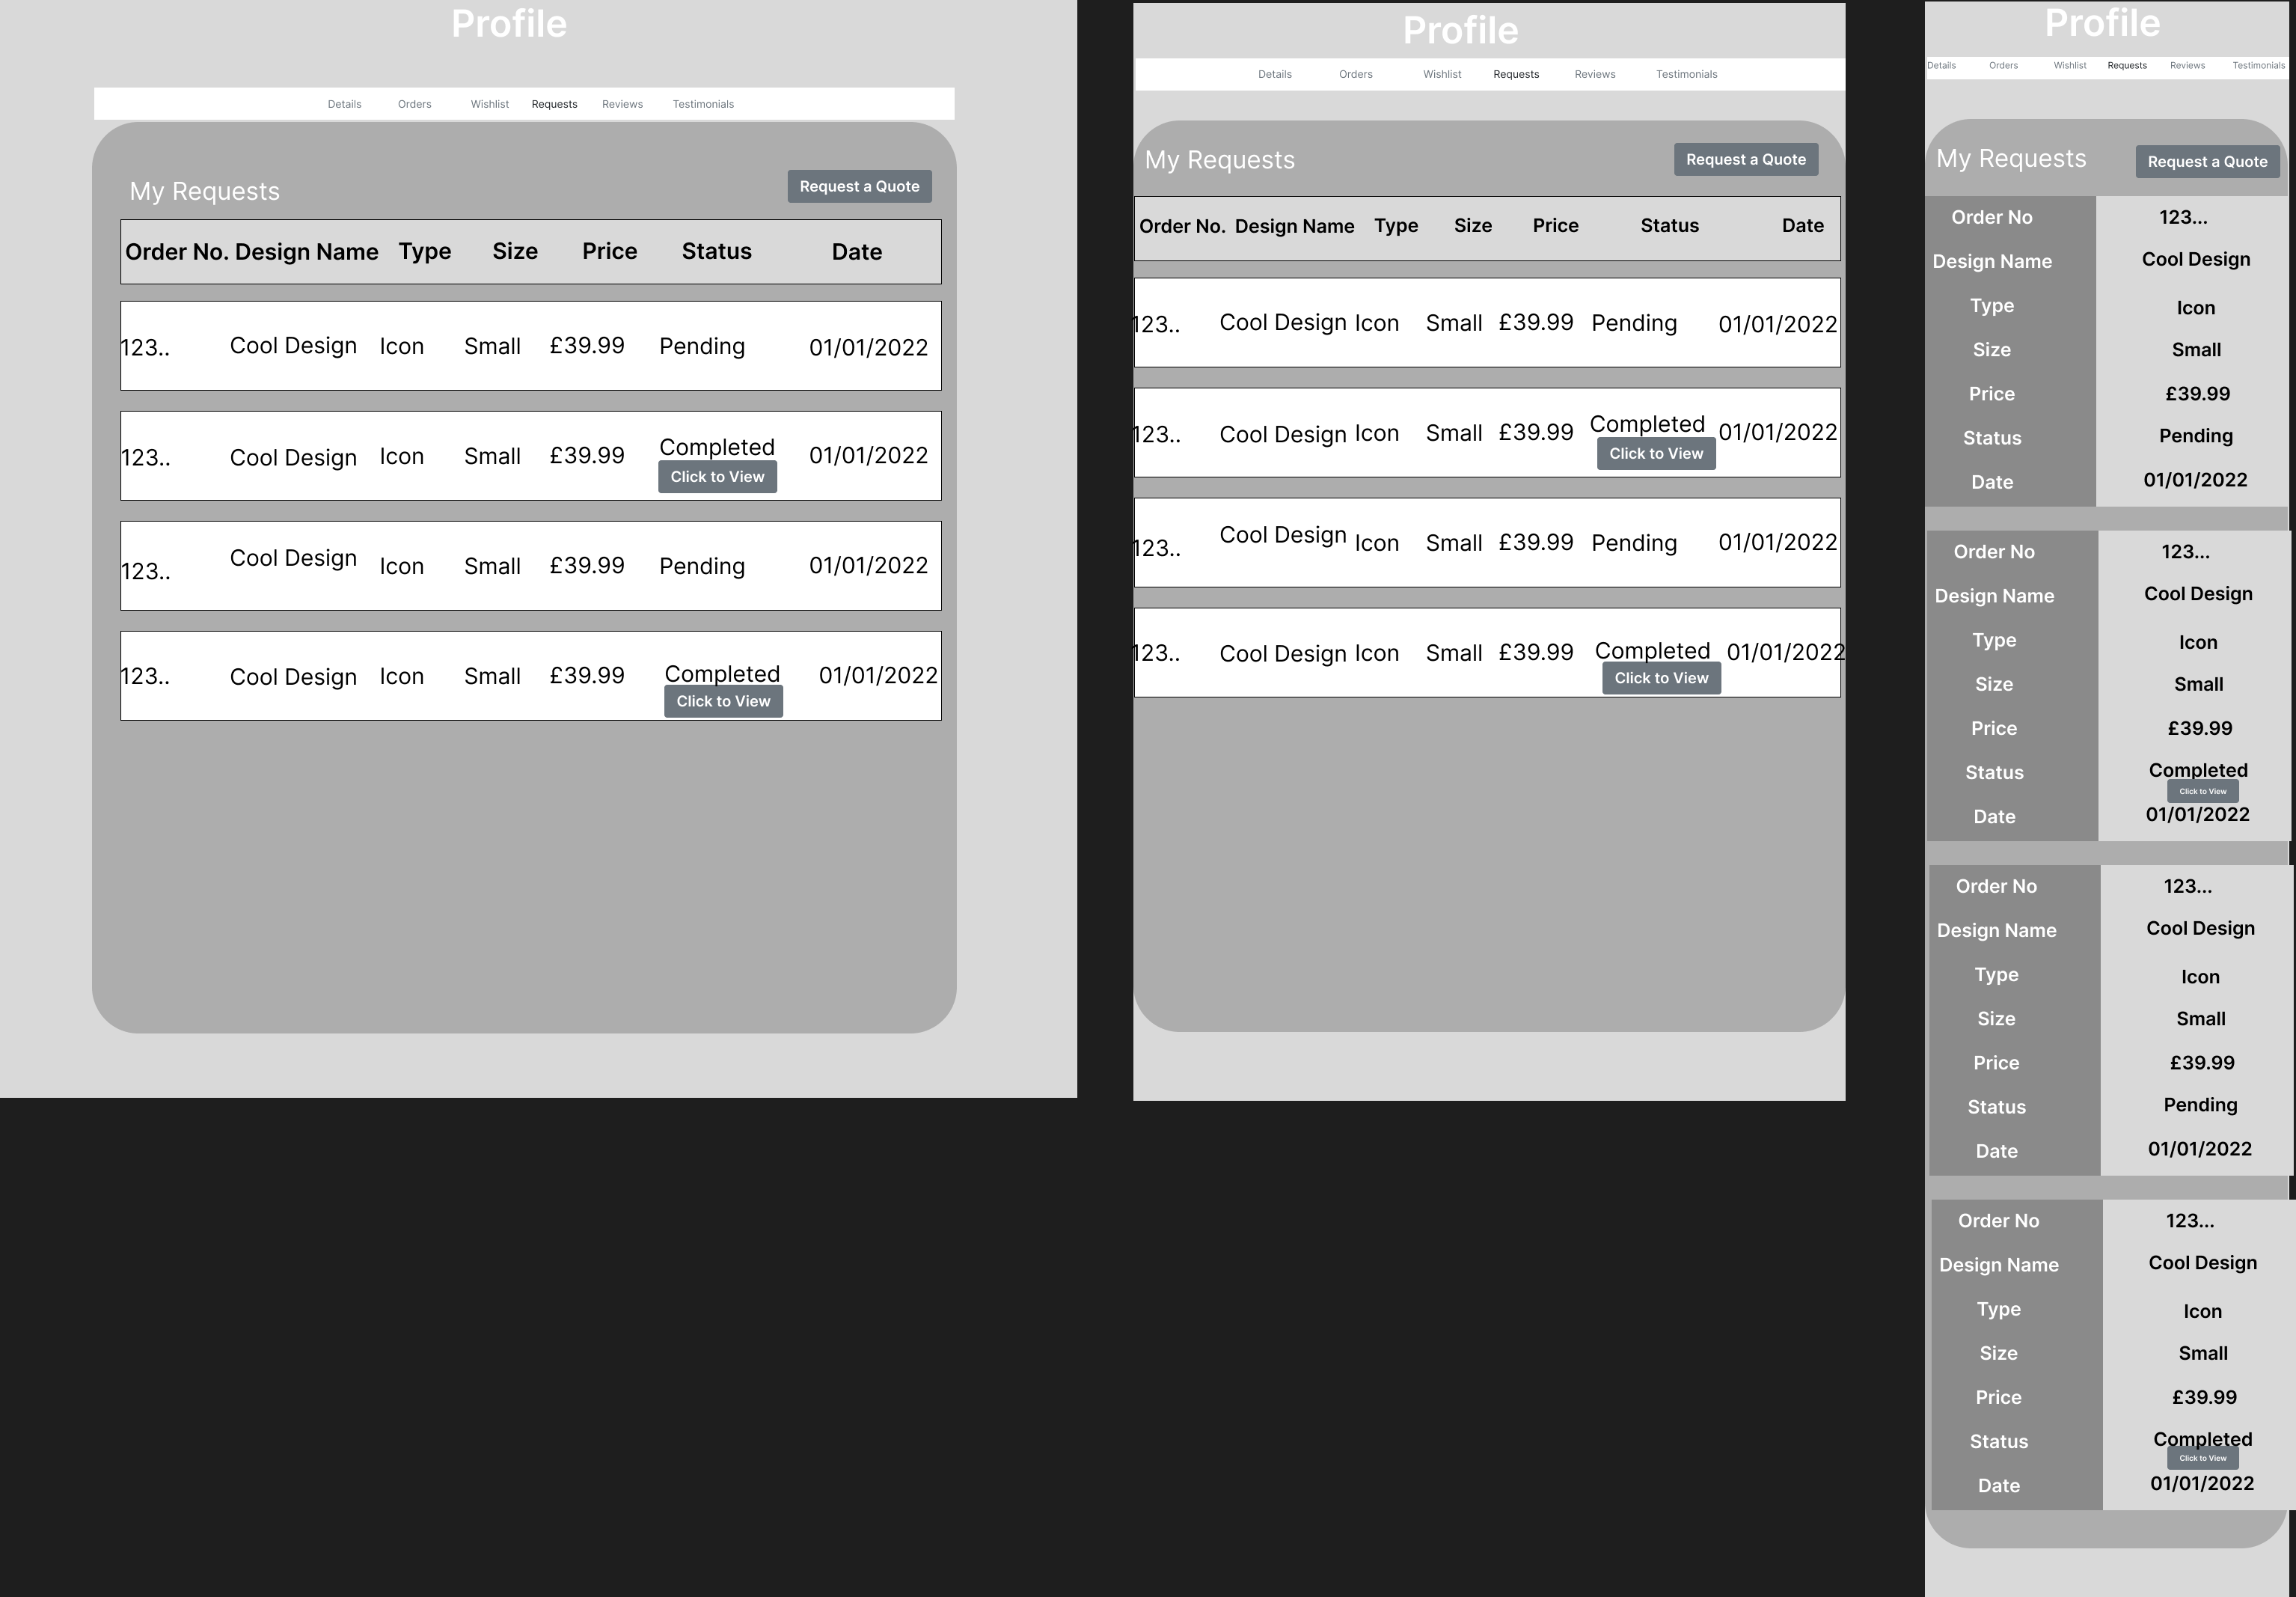 Profile
Details Orders Wishlist Requests Reviews Testimonials
My Requests
Request a Quote
Order No. Design Name Type Size Price Status Date
123.. Cool Design Icon Small £39.99 Pending 01/01/2022
123.. Cool Design Icon Small £39.99 Completed 01/01/2022
Click to View
123.. Cool Design Icon Small £39.99 Pending 01/01/2022
123.. Cool Design Icon Small £39.99 Completed 01/01/2022
Click to View
Profile
Details Orders Wishlist Requests Reviews Testimonials
My Requests
Request a Quote
Order No. Design Name Type Size Price Status Date
123.. Cool Design Icon Small £39.99 Pending 01/01/2022
123.. Cool Design Icon Small £39.99 Completed 01/01/2022
Click to View
123.. Cool Design Icon Small £39.99 Pending 01/01/2022
123.. Cool Design Icon Small £39.99 Completed 01/01/2022
Click to View
Profile
Details Orders Wishlist Requests Reviews Testimonials
My Requests
Request a Quote
Order No 123...
Design Name Cool Design
Type Icon
Size Small
Price £39.99
Status Pending
Date 01/01/2022
Order No 123...
Design Name Cool Design
Type Icon
Size Small
Price £39.99
Status Completed
Click to View
Date 01/01/2022
Order No 123...
Design Name Cool Design
Type Icon
Size Small
Price £39.99
Status Pending
Date 01/01/2022
Order No 123...
Design Name Cool Design
Type Icon
Size Small
Price £39.99
Status Completed
Click to View
Date 01/01/2022